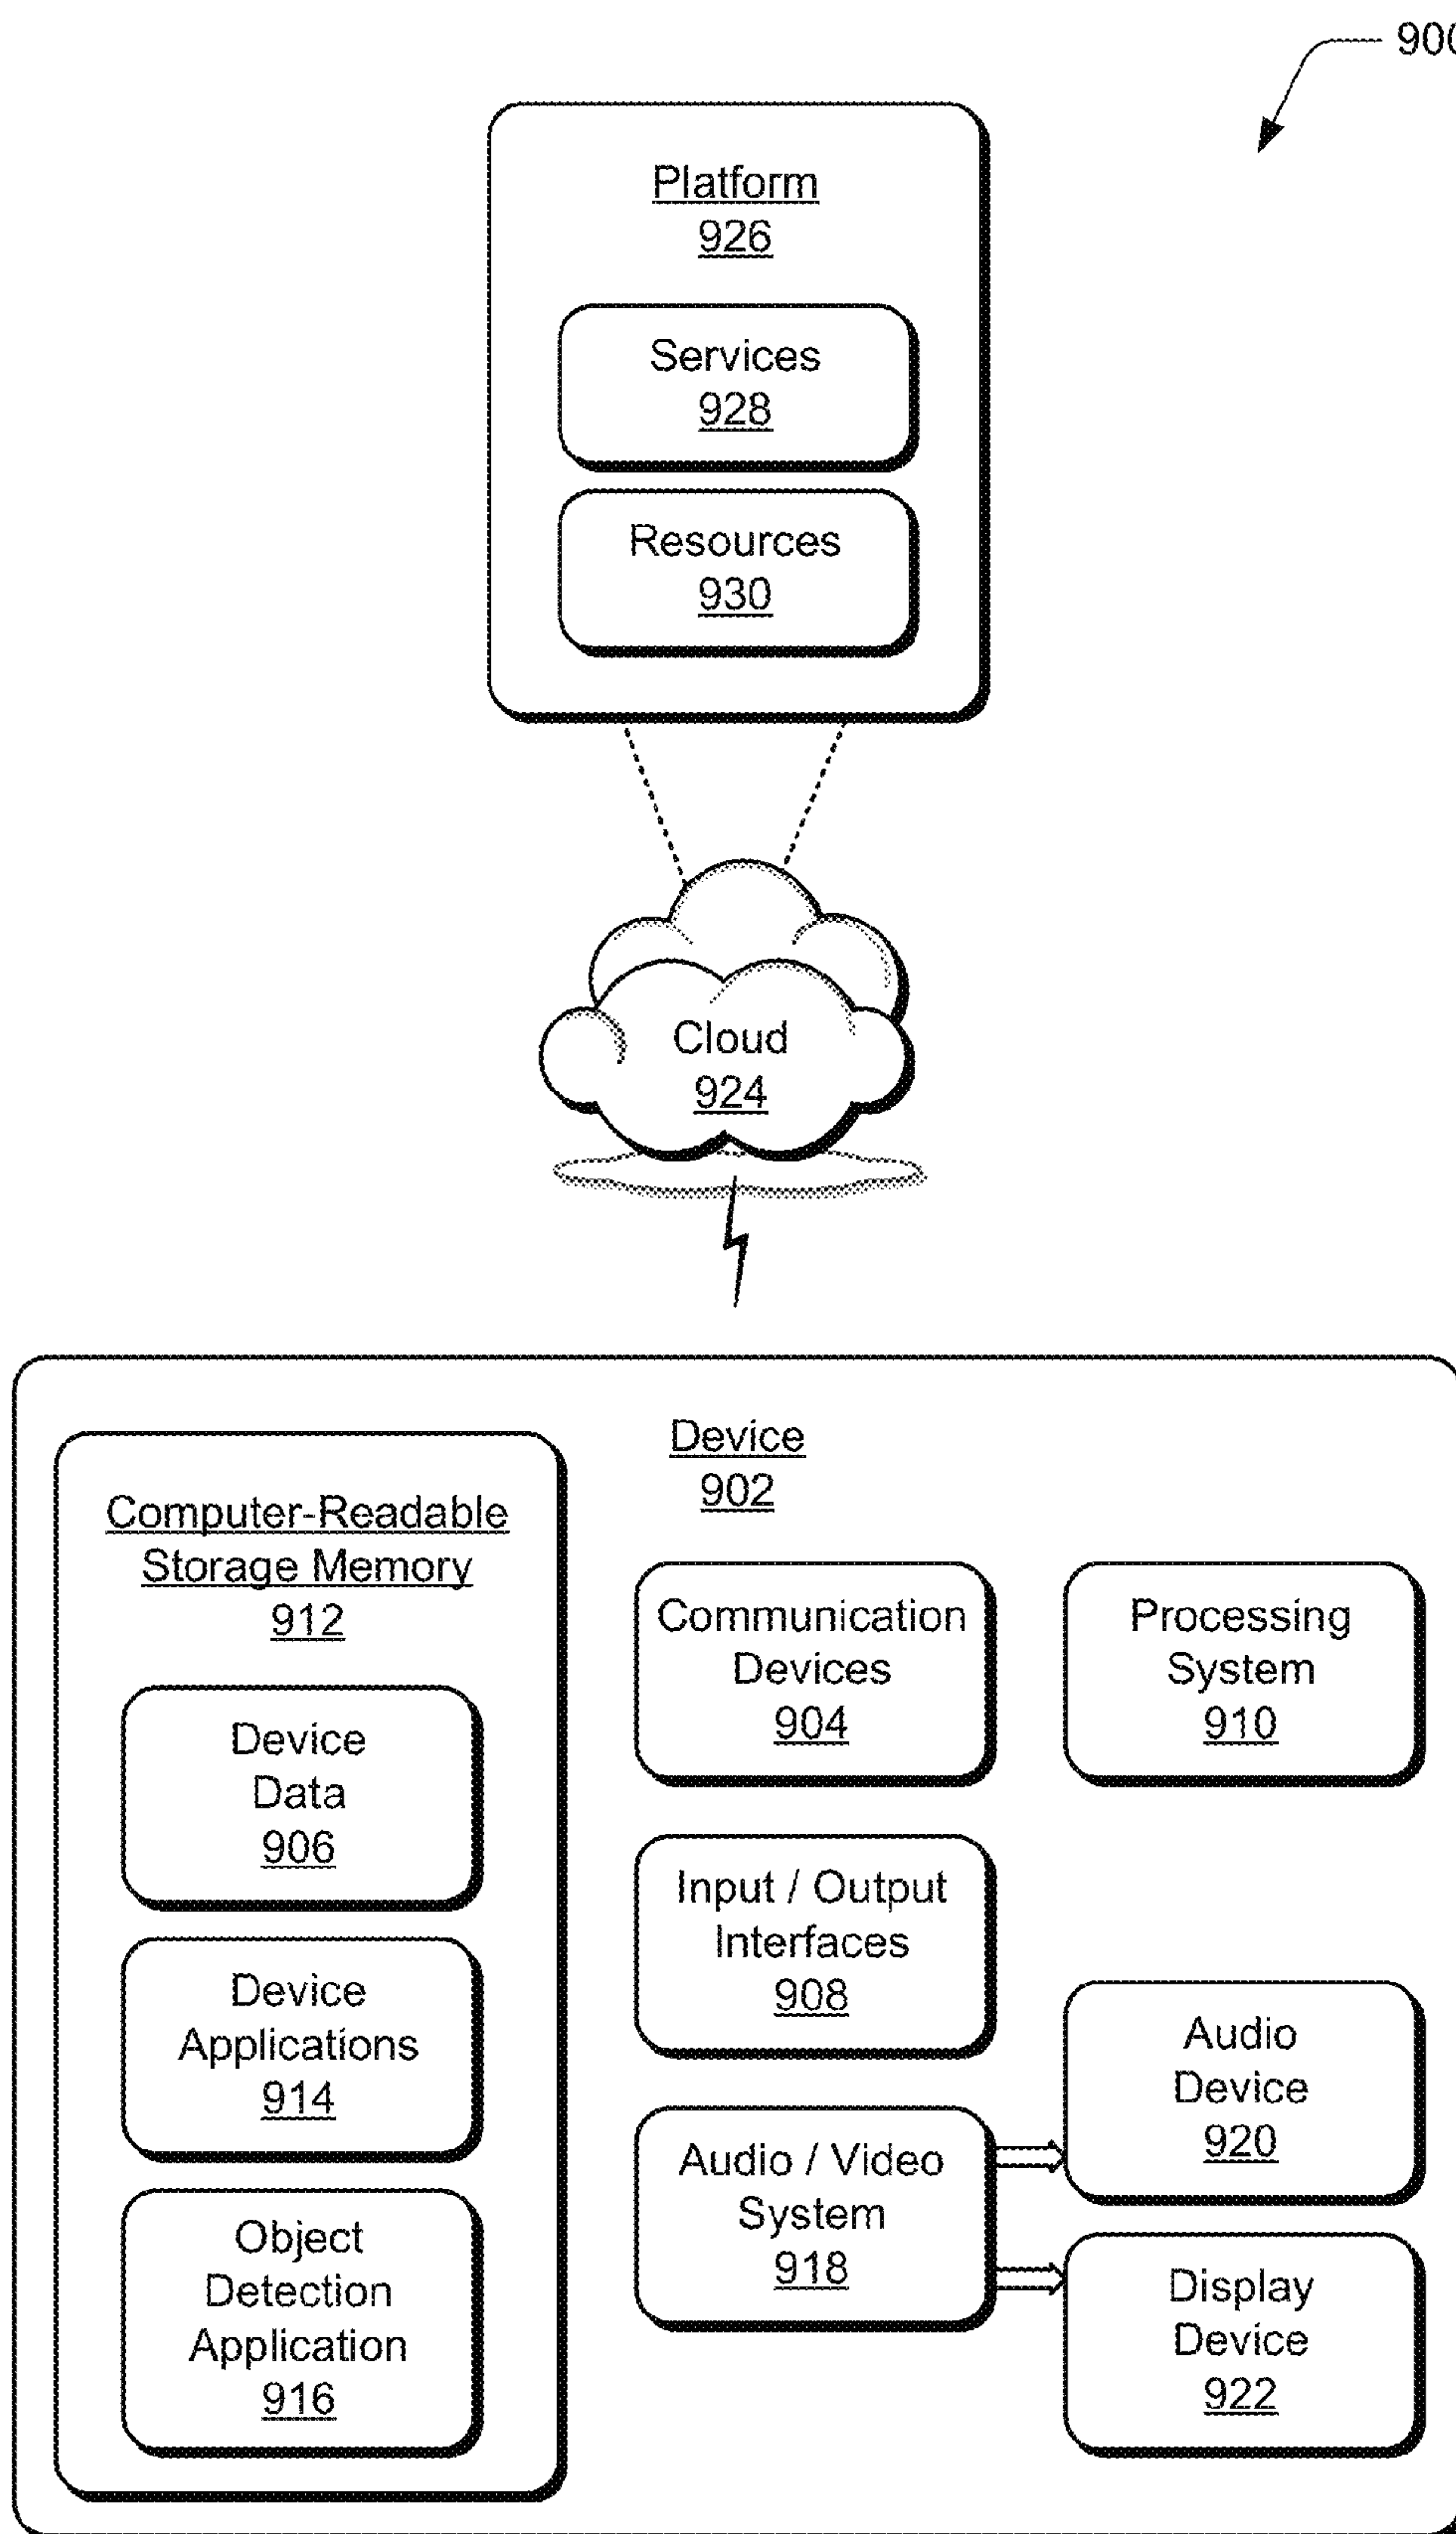 900
Platform
926
Services
928
Resources
930
Cloud
924
Device
902
Computer-Readable
Storage Memory
912
Device
Data
906
Device
Applications
914
Object
Detection
Application
916
Communication
Devices
904
Processing
System
910
Input / Output
Interfaces
908
Audio / Video
System
918
Audio
Device
920
Display
Device
922